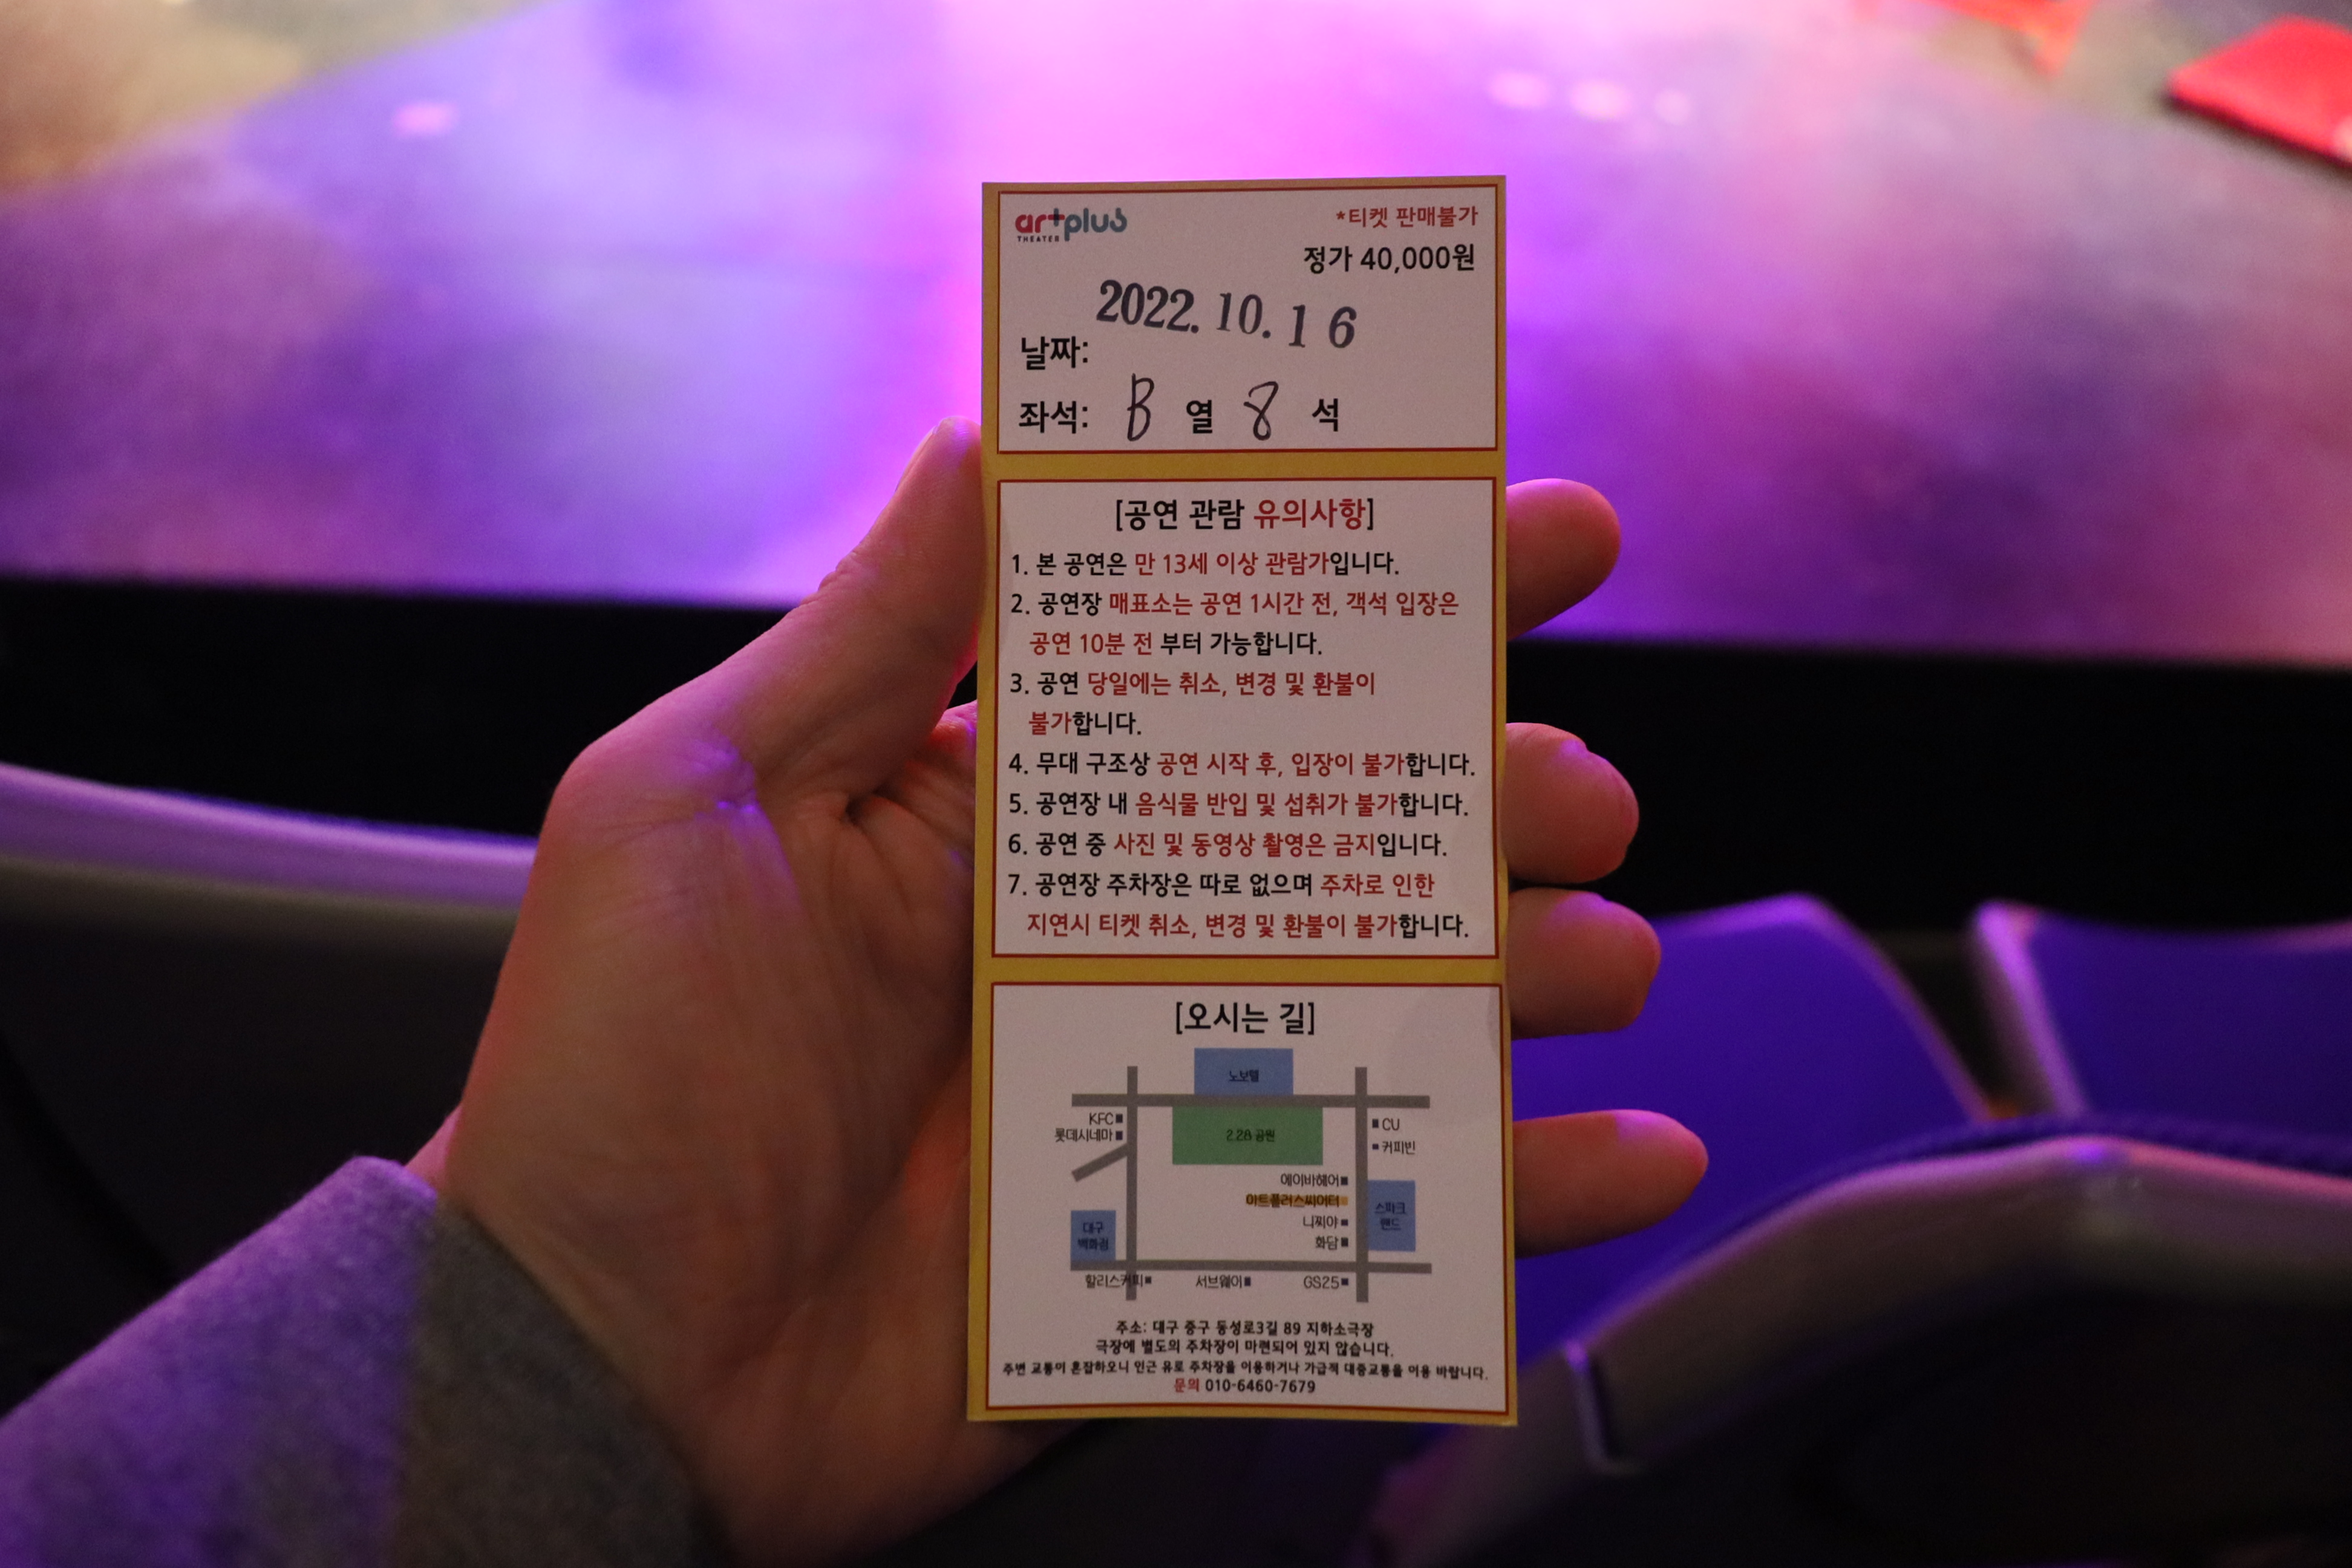 artplus
THEATER
*티켓 판매불가
정가 40,000원
2022.10.16
날짜:
좌석: B 열 8 석
[공연 관람 유의사항]
1. 본 공연은 만 13세 이상 관람가입니다.
2. 공연장 매표소는 공연 1시간 전, 객석 입장은
공연 10분 전 부터 가능합니다.
3. 공연 당일에는 취소, 변경 및 환불이
불가합니다.
4. 무대 구조상 공연 시작 후, 입장이 불가합니다.
5. 공연장 내 음식물 반입 및 섭취가 불가합니다.
6. 공연 중 사진 및 동영상 촬영은 금지입니다.
7. 공연장 주차장은 따로 없으며 주차로 인한
지연시 티켓 취소, 변경 및 환불이 불가합니다.
[오시는 길]
노보텔
KFC
롯데시네마
2.28 공원
CU
커피빈
에이바헤어
아트플러스씨어터
니찌야
화담
스파크
랜드
대구
백화점
할리스커피
서브웨이
GS25
주소: 대구 중구 동성로3길 89 지하소극장
극장에 별도의 주차장이 마련되어 있지 않습니다.
주변 교통이 혼잡하오니 인근 유로 주차장을 이용하거나 가급적 대중교통을 이용 바랍니다.
문의 010-6460-7679